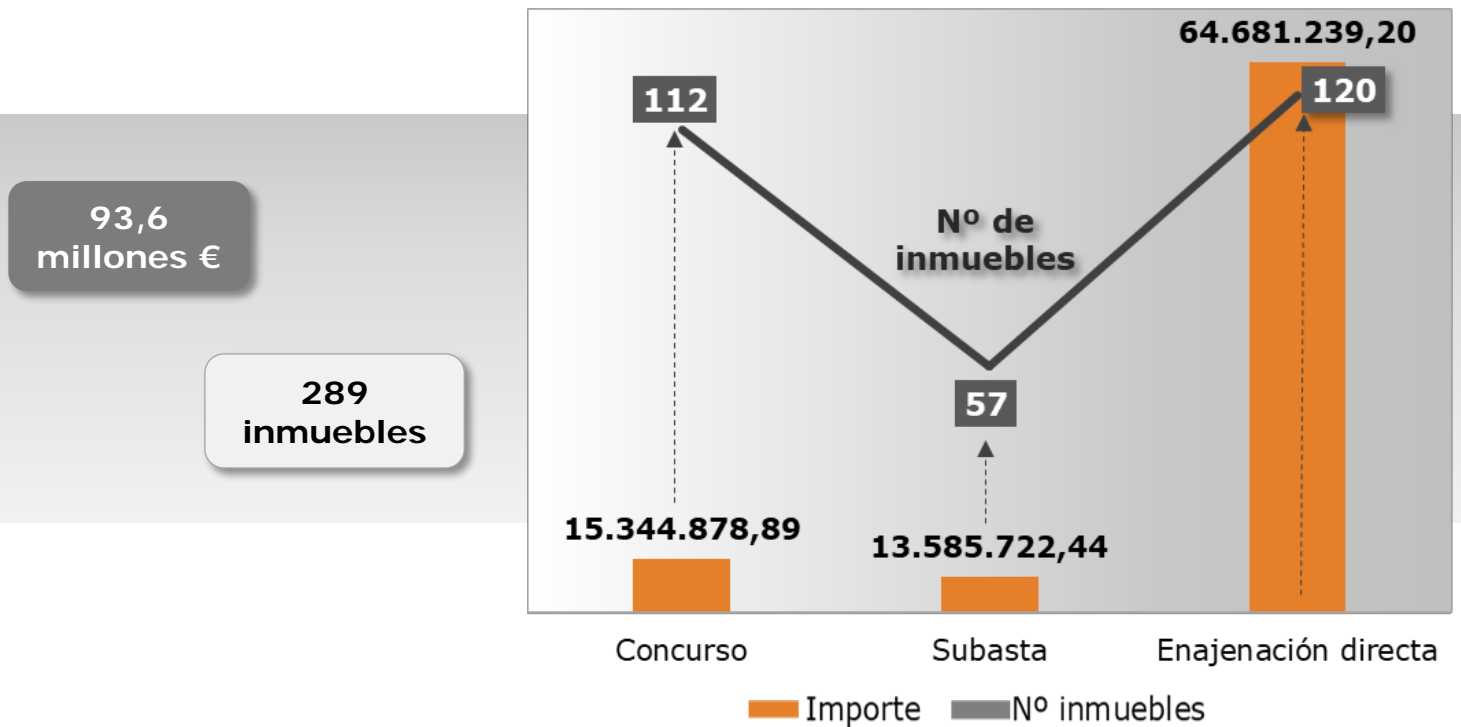 93,6
millones €
289
inmuebles
64.681.239,20
112
120
Nº de
inmuebles
57
15.344.878,89
13.585.722,44
Concurso
Subasta
Enajenación directa
Importe
Nº inmuebles